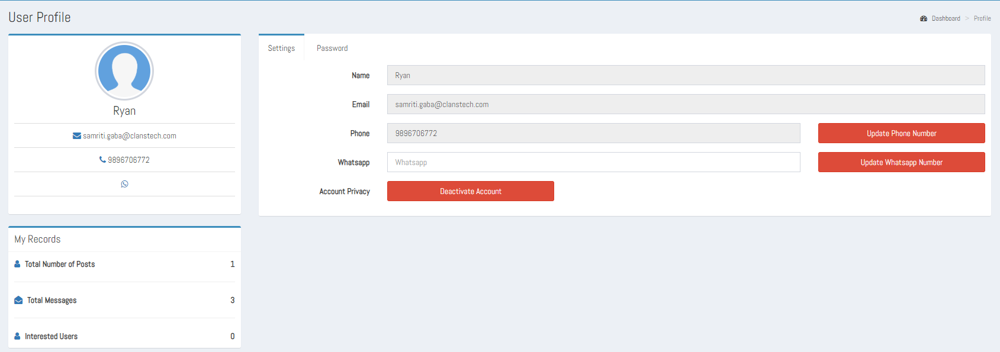 User Profile
Dashboard > Profile
Ryan
samriti.gaba@clanstech.com
9896706772
My Records
Total Number of Posts 1
Total Messages 3
Interested Users 0
Settings Password
Name Ryan
Email samriti.gaba@clanstech.com
Phone 9896706772 Update Phone Number
Whatsapp Whatsapp Update Whatsapp Number
Account Privacy Deactivate Account